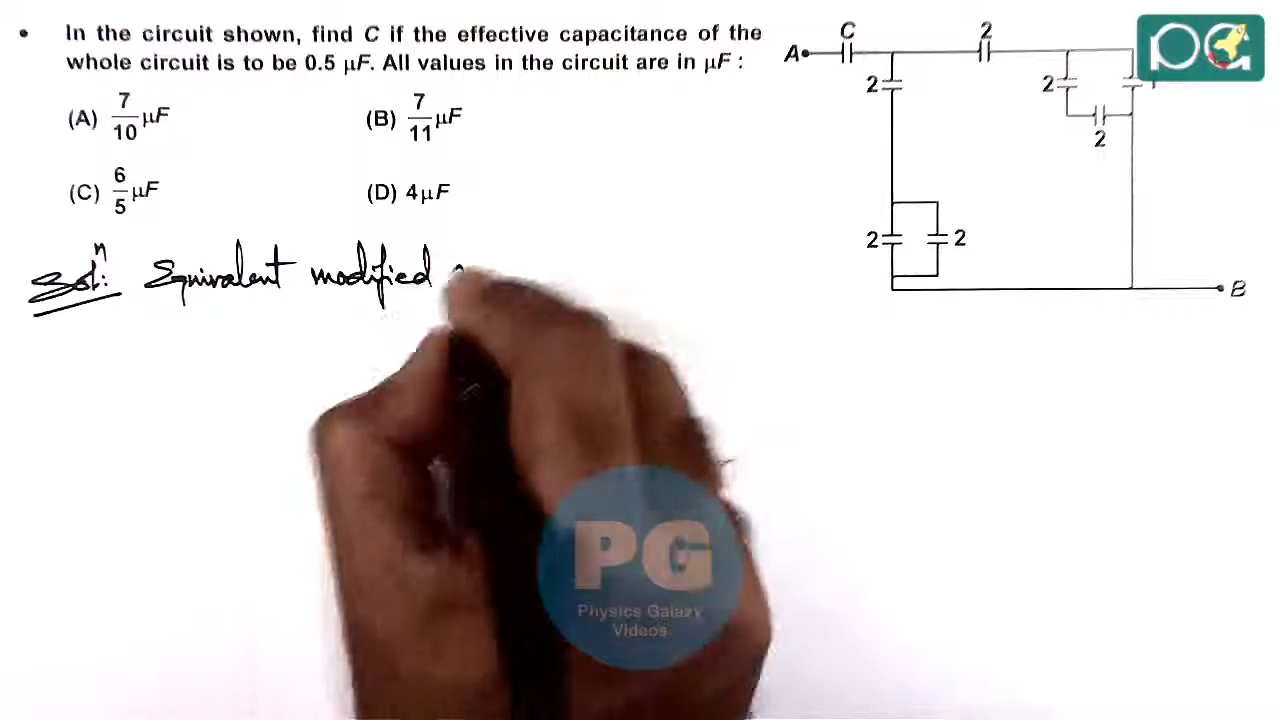 • In the circuit shown, find C if the effective capacitance of the
whole circuit is to be 0.5 μF. All values in the circuit are in μF :
(A) 7/10 μF (B) 7/11 μF
(C) 6/5 μF (D) 4μF
Solⁿ: Equivalent modified
A C 2
2 2
2
2 2
B
PG
PG
Physics Galaxy
Videos